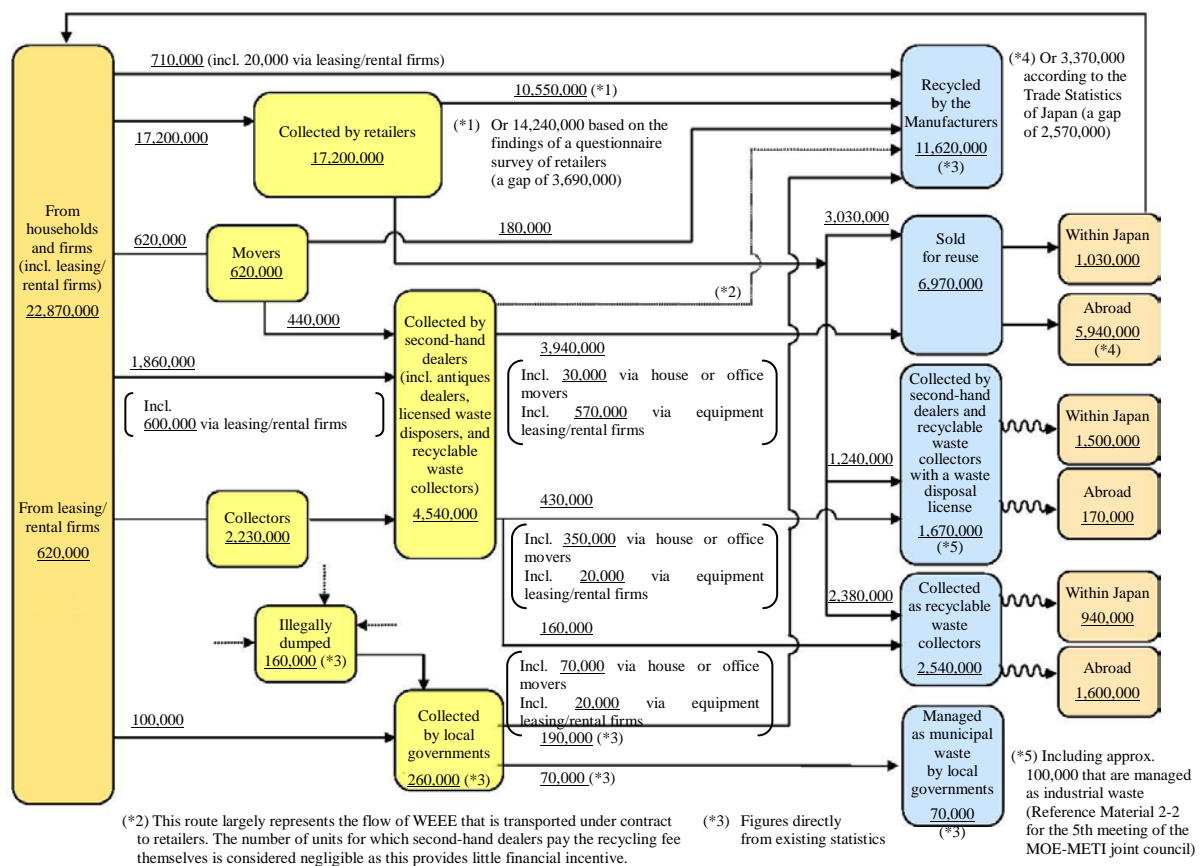 710,000 (incl. 20,000 via leasing/rental firms)
(*4) Or 3,370,000
according to the
Trade Statistics
of Japan (a gap
of 2,570,000)
Recycled
by the
Manufacturers
11,620,000
(*3)
10,550,000 (*1)
17,200,000
Collected by retailers
17,200,000
(*1) Or 14,240,000 based on the
findings of a questionnaire
survey of retailers
(a gap of 3,690,000)
From
households
and firms
(incl. leasing/
rental firms)
22,870,000
620,000
Movers
620,000
180,000
3,030,000
Sold
for reuse
6,970,000
Within Japan
1,030,000
(*2)
440,000
Collected by
second-hand
dealers
(incl. antiques
dealers,
licensed waste
disposers, and
recyclable
waste
collectors)
4,540,000
Abroad
5,940,000
(*4)
1,860,000
Incl.
600,000 via leasing/rental firms
3,940,000
Incl. 30,000 via house or office
movers
Incl. 570,000 via equipment
leasing/rental firms
Collected by
second-hand
dealers and
recyclable
waste
collectors
with a waste
disposal
license
1,670,000
(*5)
Within Japan
1,500,000
1,240,000
Abroad
170,000
From leasing/
rental firms
620,000
Collectors
2,230,000
430,000
Incl. 350,000 via house or office
movers
Incl. 20,000 via equipment
leasing/rental firms
2,380,000
Collected
as recyclable
waste
collectors
2,540,000
Within Japan
940,000
Abroad
1,600,000
Illegally
dumped
160,000 (*3)
160,000
Incl. 70,000 via house or office
movers
Incl. 20,000 via equipment
leasing/rental firms
100,000
Collected
by local
governments
260,000 (*3)
190,000 (*3)
70,000 (*3)
Managed
as municipal
waste
by local
governments
70,000
(*3)
(*5) Including approx.
100,000 that are managed
as industrial waste
(Reference Material 2-2
for the 5th meeting of the
MOE-METI joint council)
(*2) This route largely represents the flow of WEEE that is transported under contract
to retailers. The number of units for which second-hand dealers pay the recycling fee
themselves is considered negligible as this provides little financial incentive.
(*3) Figures directly
from existing statistics